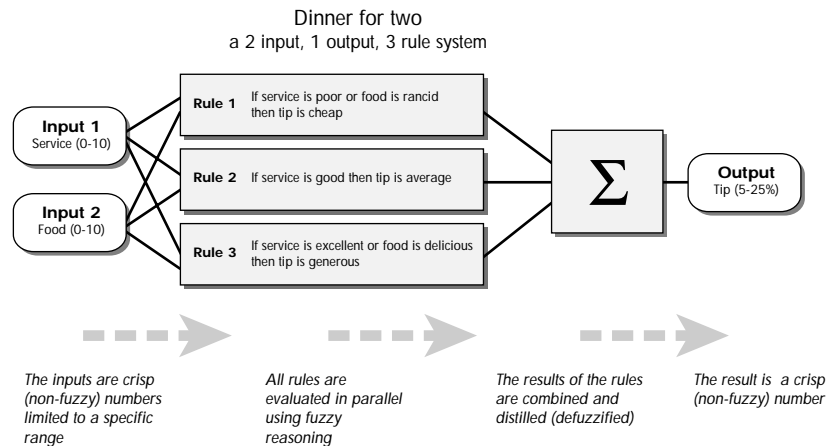 Dinner for two
a 2 input, 1 output, 3 rule system
Input 1
Service (0-10)
Input 2
Food (0-10)
Rule 1 If service is poor or food is rancid
then tip is cheap
Rule 2 If service is good then tip is average
Rule 3 If service is excellent or food is delicious
then tip is generous
Σ
Output
Tip (5-25%)
The inputs are crisp
(non-fuzzy) numbers
limited to a specific
range
All rules are
evaluated in parallel
using fuzzy
reasoning
The results of the rules
are combined and
distilled (defuzzified)
The result is a crisp
(non-fuzzy) number